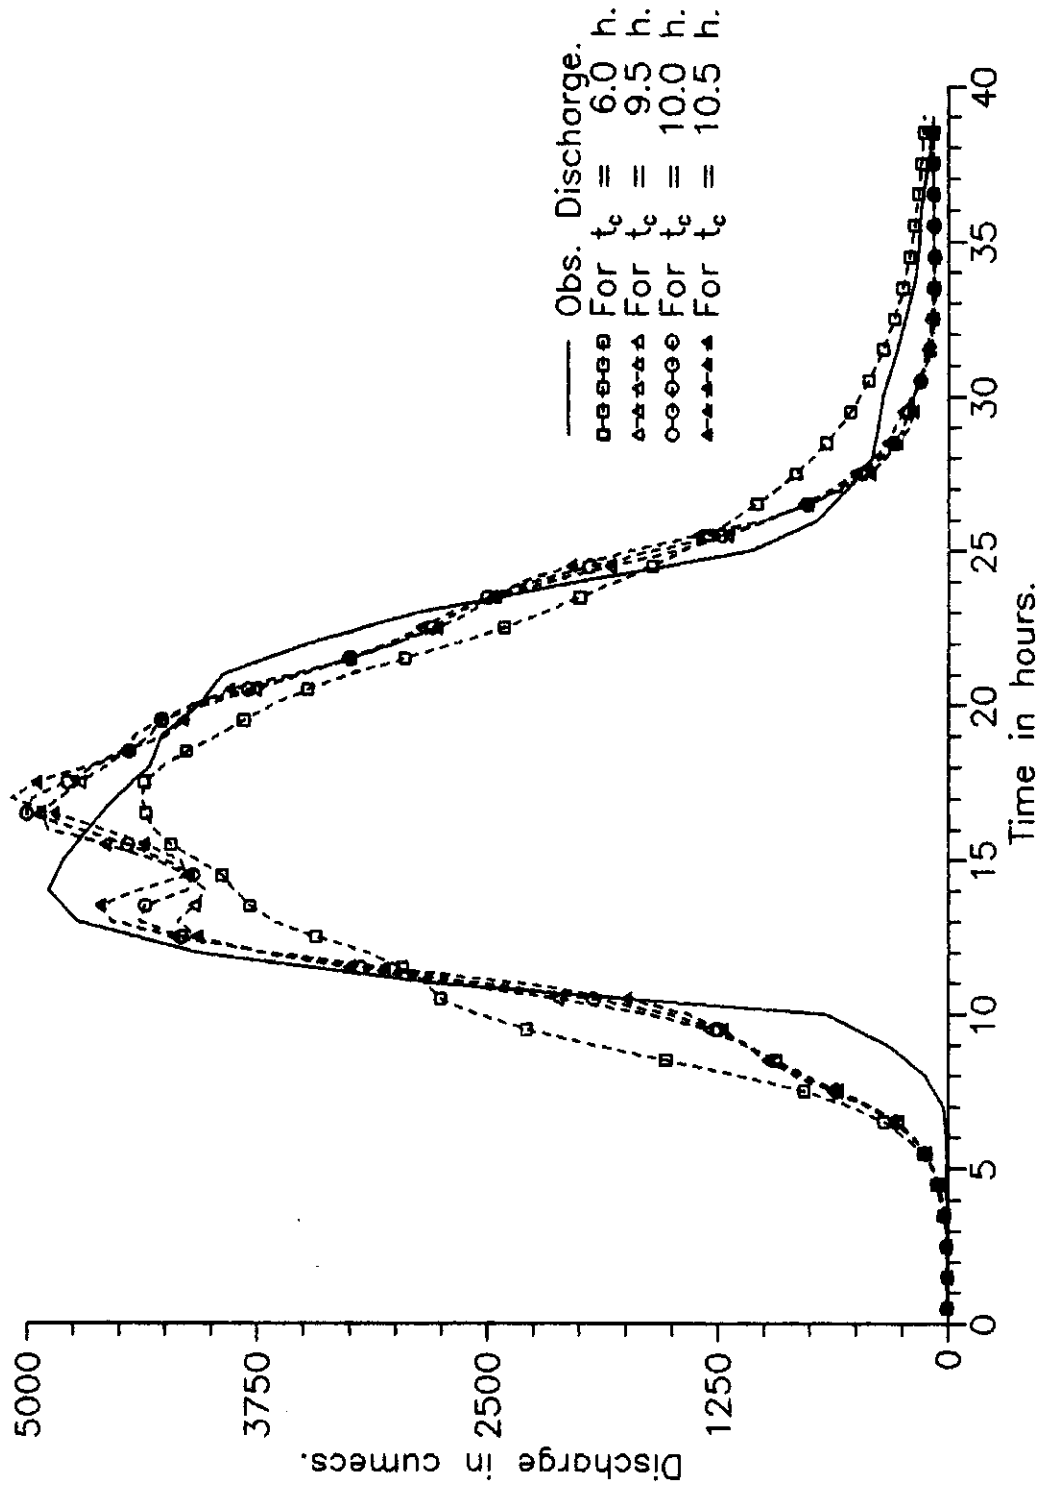 Obs. Discharge.
For tc = 6.0 h.
For tc = 9.5 h.
For tc = 10.0 h.
For tc = 10.5 h.
Discharge in cumecs.
5000
3750
2500
1250
0
0 5 10 15 20 25 30 35 40
Time in hours.